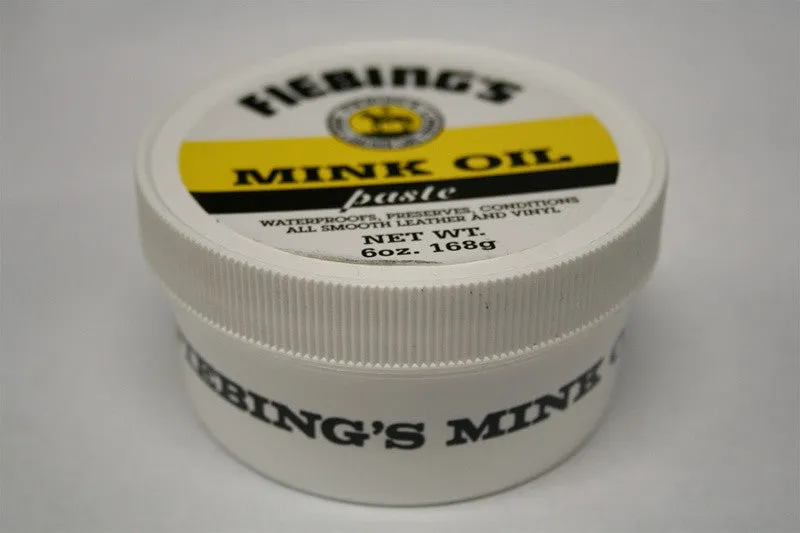 FIEBING'S
MINK OIL
paste
WATERPROOFS, PRESERVES, CONDITIONS
ALL SMOOTH LEATHER AND VINYL
NET WT.
6oz. 168g
FIEBING'S MINK